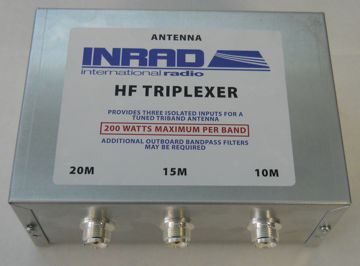 ANTENNA
INRAD
international radio
HF TRIPLEXER
PROVIDES THREE ISOLATED INPUTS FOR A
TUNED TRIBAND ANTENNA
200 WATTS MAXIMUM PER BAND
ADDITIONAL OUTBOARD BANDPASS FILTERS
MAY BE REQUIRED
20M 15M 10M